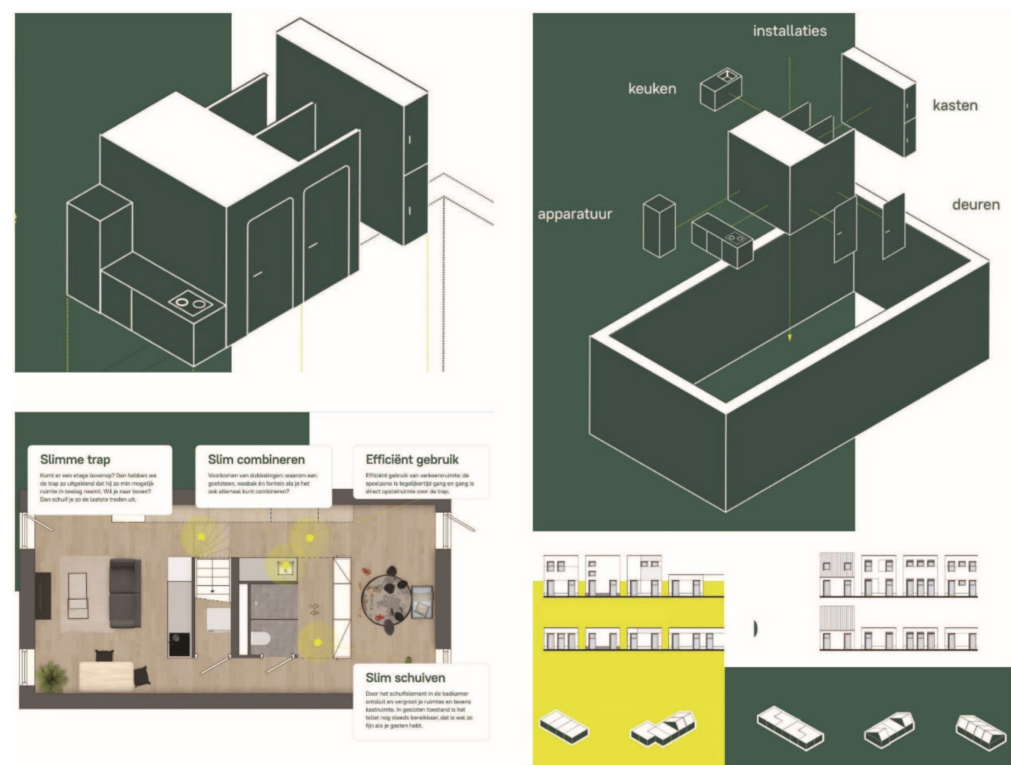 installaties
keuken
kasten
apparatuur
deuren
Slimme trap
Komt er een etage bovenop? Dan hebben we
de trap zo uitgekiend dat hij zo min mogelijk
ruimte in beslag neemt. Wil je naar boven?
Dan schuif je zo de laatste treden uit.
Slim combineren
Voorkomen van dubbelingen: waarom een
gootsteen, wasbak én fontein als je het
ook allemaal kunt combineren?
Efficiënt gebruik
Efficiënt gebruik van verkeersruimte: de
speelzone is tegelijkertijd gang en gang is
direct opstelruimte voor de trap.
Slim schuiven
Door het schuifelement in de badkamer
ontsluit en vergroot je ruimtes en tevens
kastruimte. In gesloten toestand is het
toilet nog steeds bereikbaar, dat is wel zo
fijn als je gasten hebt.